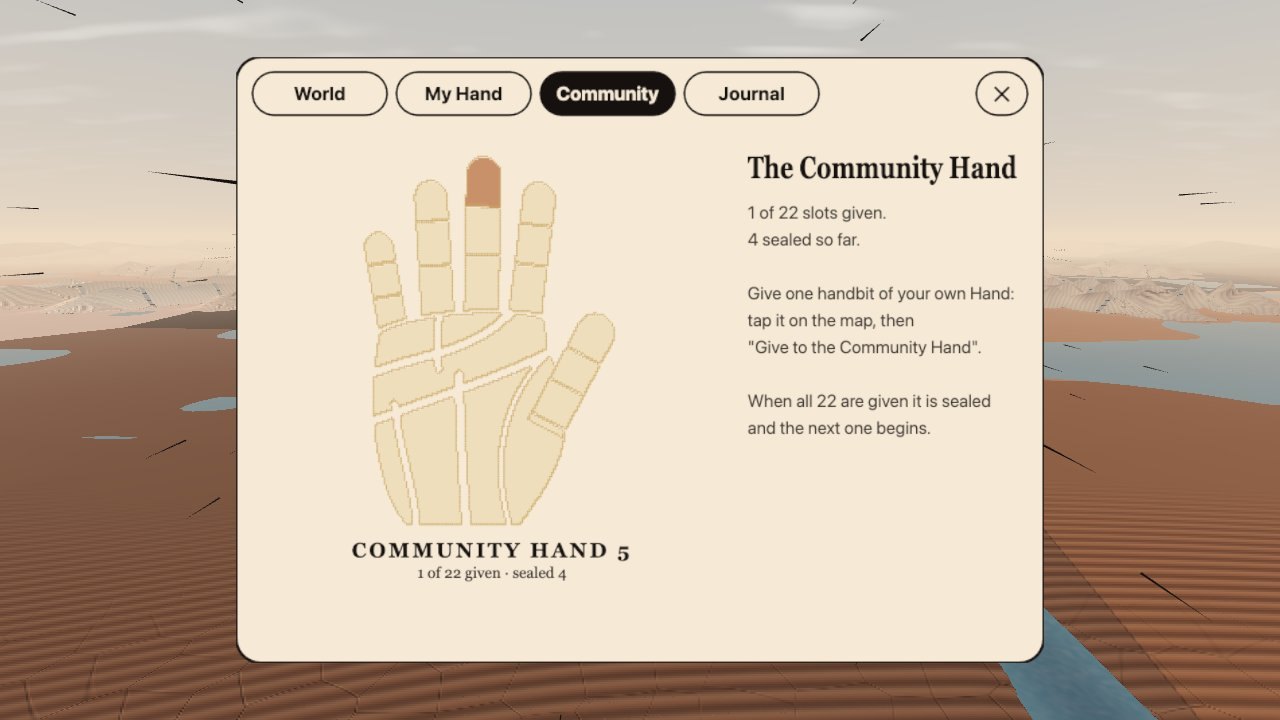 World
My Hand
Community
Journal
The Community Hand
1 of 22 slots given.
4 sealed so far.
Give one handbit of your own Hand:
tap it on the map, then
"Give to the Community Hand".
When all 22 are given it is sealed
and the next one begins.
COMMUNITY HAND 5
1 of 22 given · sealed 4